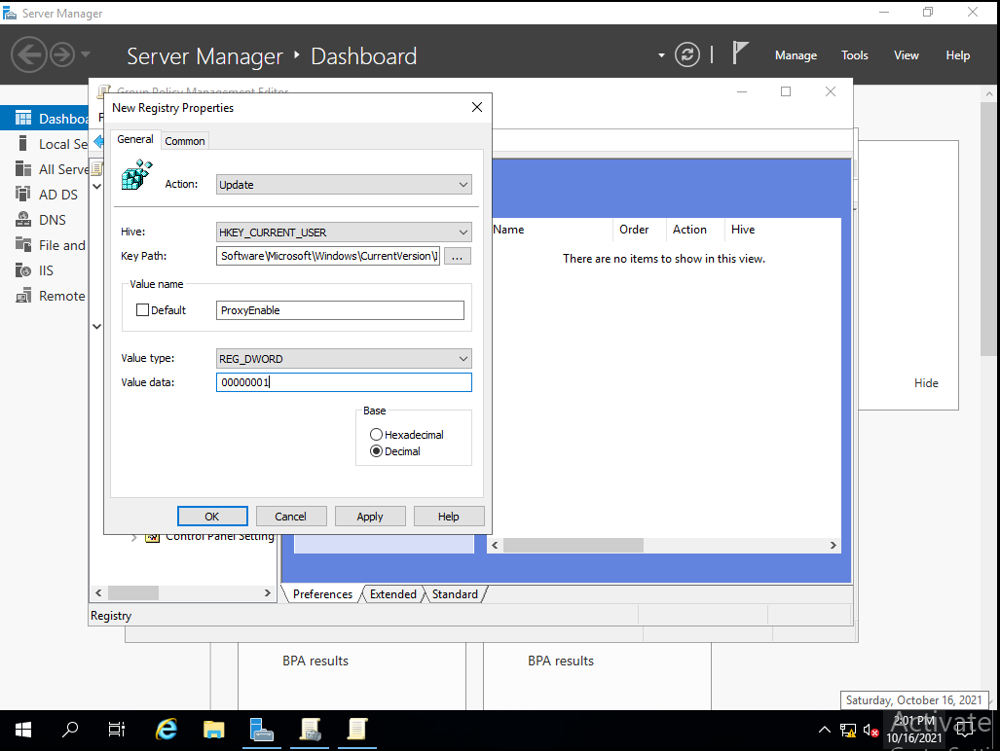 Server Manager
Server Manager Dashboard
Manage Tools View Help
Group Policy Management Editor
New Registry Properties
Dashboa
Local Se
All Serve
AD DS
DNS
File and
IIS
Remote
F
General Common
Action: Update
Hive: HKEY_CURRENT_USER
Key Path: Software\Microsoft\Windows\CurrentVersion\I ...
Value name
Default ProxyEnable
Value type: REG_DWORD
Value data: 00000001
Base
Hexadecimal
Decimal
OK Cancel Apply Help
Name Order Action Hive
There are no items to show in this view.
Hide
Control Panel Setting
Preferences Extended Standard
Registry
BPA results BPA results
Saturday, October 16, 2021
2:01 PM
10/16/2021
Activate